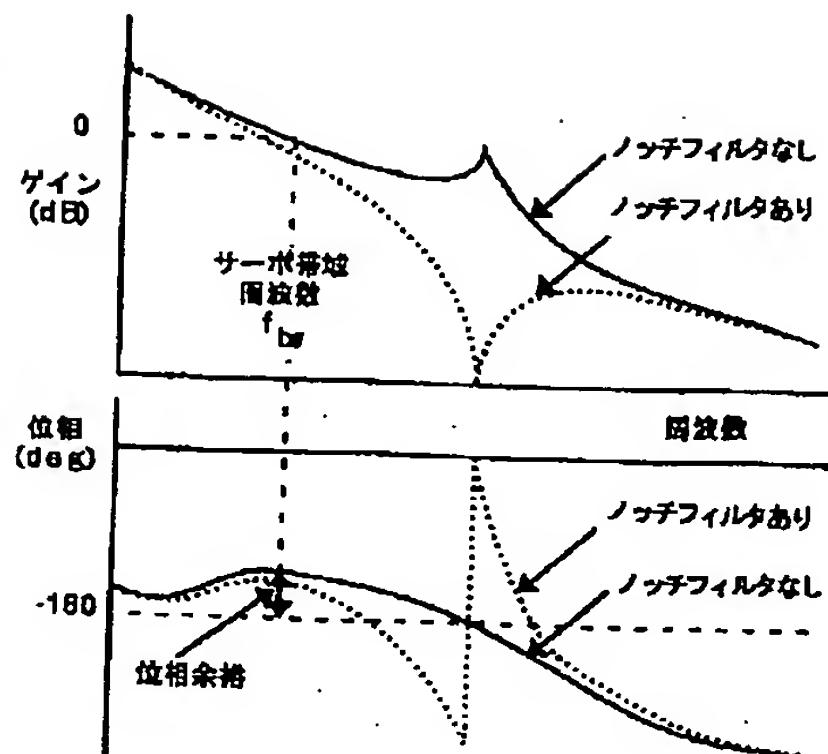 0
ゲイン
(dB)
ノッチフィルタなし
ノッチフィルタあり
サーボ帯域
周波数
f bw
位相
(deg)
周波数
ノッチフィルタあり
ノッチフィルタなし
-180
位相余裕